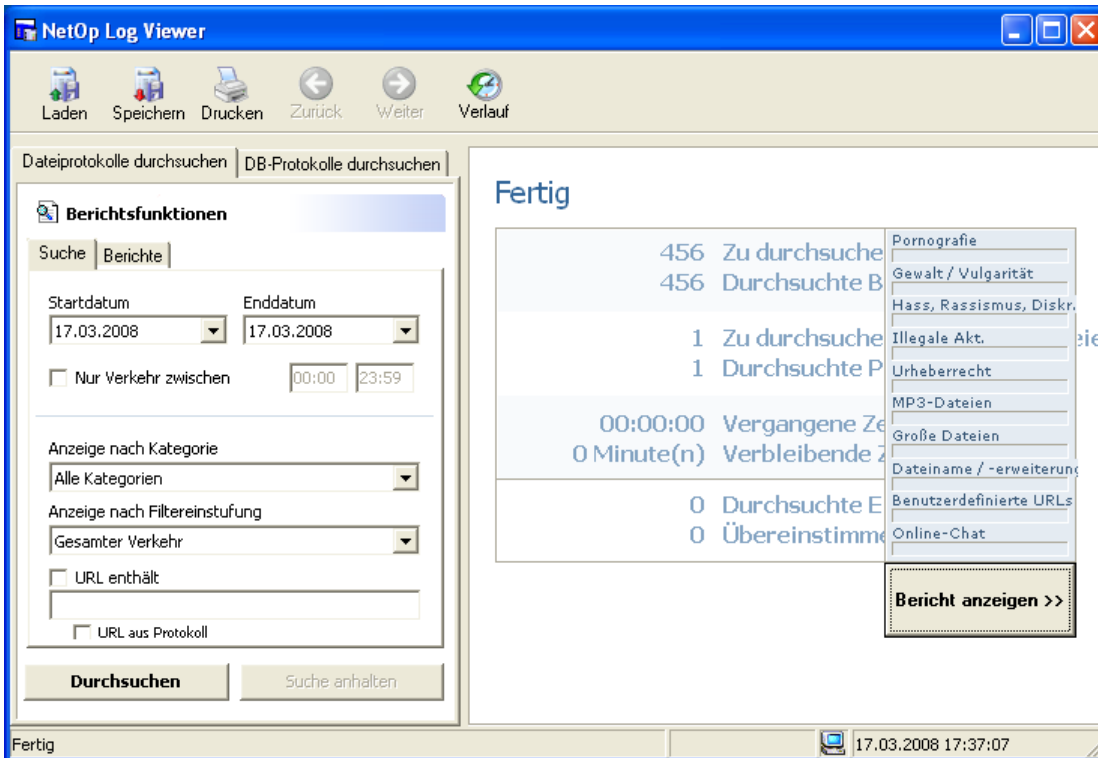 NetOp Log Viewer
Laden Speichern Drucken Zurück Weiter Verlauf
Dateiprotokolle durchsuchen DB-Protokolle durchsuchen
Berichtsfunktionen
Suche Berichte
Startdatum Enddatum
17.03.2008 17.03.2008
Nur Verkehr zwischen 00:00 23:59
Anzeige nach Kategorie
Alle Kategorien
Anzeige nach Filtereinstufung
Gesamter Verkehr
URL enthält
URL aus Protokoll
Durchsuchen Suche anhalten
Fertig
456 Zu durchsuche
456 Durchsuchte B
1 Zu durchsuche
1 Durchsuchte P
00:00:00 Vergangene Ze
0 Minute(n) Verbleibende Z
0 Durchsuchte E
0 Übereinstimme
Pornografie
Gewalt / Vulgarität
Hass, Rassismus, Diskr.
Illegale Akt.
Urheberrecht
MP3-Dateien
Große Dateien
Dateiname / -erweiterung
Benutzerdefinierte URLs
Online-Chat
Bericht anzeigen >>
Fertig 17.03.2008 17:37:07